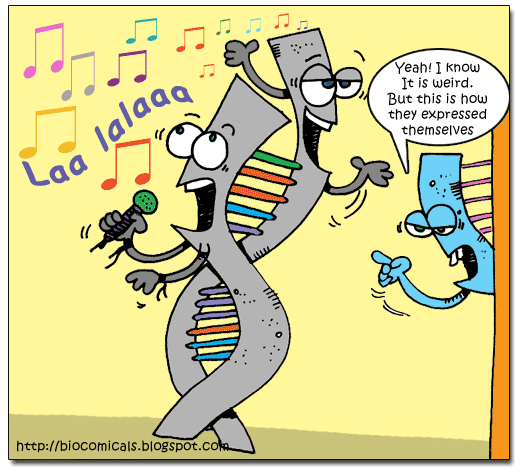 Laa lalaaa
Yeah! I know
It is weird.
But this is how
they expressed
themselves
http://biocomicals.blogspot.com